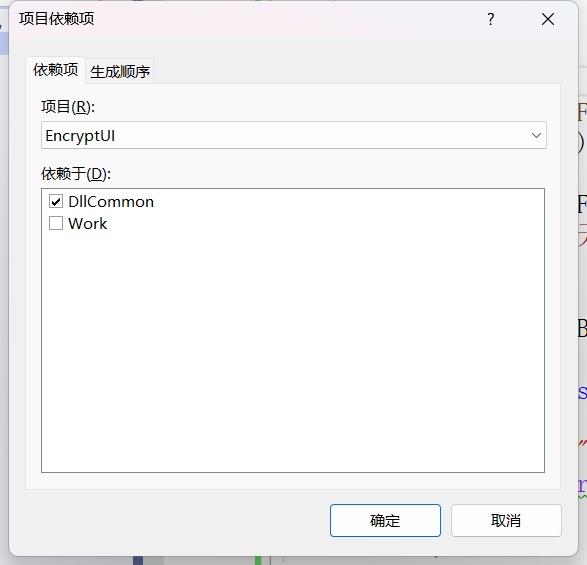 项目依赖项
?
依赖项 生成顺序
项目(R):
EncryptUI
依赖于(D):
DllCommon
Work
确定 取消